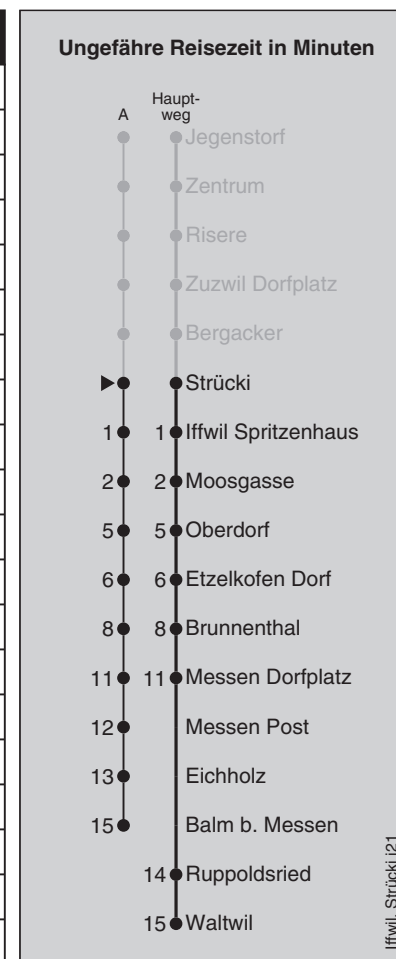 Ungefähre Reisezeit in Minuten
A
Haupt-
weg
Jegenstorf
Zentrum
Risere
Zuzwil Dorfplatz
Bergacker
Strücki
1 1 Iffwil Spritzenhaus
2 2 Moosgasse
5 5 Oberdorf
6 6 Etzelkofen Dorf
8 8 Brunnenthal
11 11 Messen Dorfplatz
12 Messen Post
13 Eichholz
15 Balm b. Messen
14 Ruppoldsried
15 Waltwil
Iffwil, Strücki j21